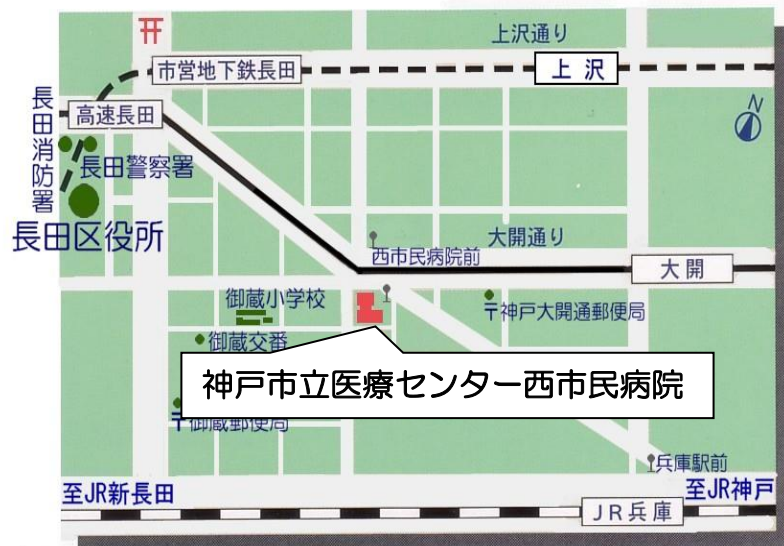 上沢通り
市営地下鉄長田
上沢
高速長田
N
長田消防署
長田警察署
長田区役所
大開通り
西市民病院前
大開
御蔵小学校
〒神戸大開通郵便局
御蔵交番
神戸市立医療センター西市民病院
〒御蔵郵便局
兵庫駅前
至JR新長田
至JR神戸
JR兵庫